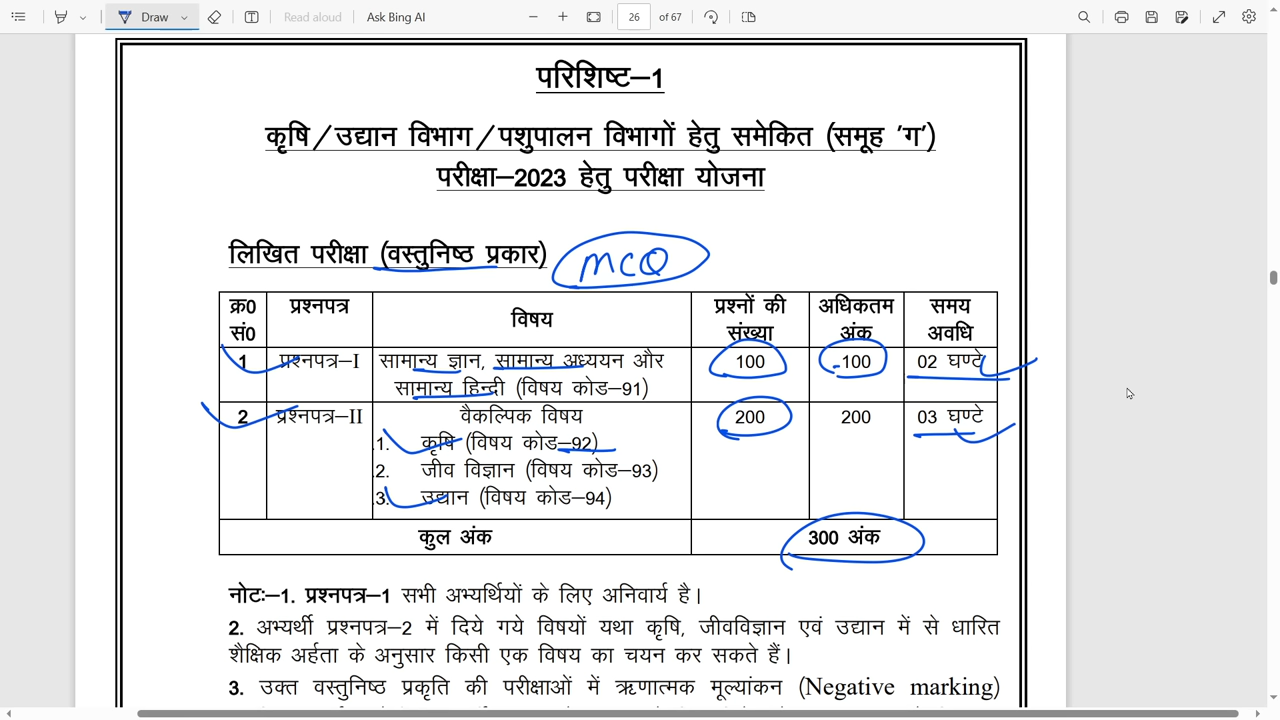 Draw
Read aloud
Ask Bing AI
26 of 67
परिशिष्ट–1
कृषि/उद्यान विभाग/पशुपालन विभागों हेतु समेकित (समूह 'ग')
परीक्षा–2023 हेतु परीक्षा योजना
लिखित परीक्षा (वस्तुनिष्ठ प्रकार) MCQ
क्र0 सं0 प्रश्नपत्र विषय प्रश्नों की संख्या अधिकतम अंक समय अवधि
1 प्रश्नपत्र–I सामान्य ज्ञान, सामान्य अध्ययन और 100 100 02 घण्टे
सामान्य हिन्दी (विषय कोड–91)
2 प्रश्नपत्र–II वैकल्पिक विषय 200 200 03 घण्टे
1. कृषि (विषय कोड–92)
2. जीव विज्ञान (विषय कोड–93)
3. उद्यान (विषय कोड–94)
कुल अंक 300 अंक
नोटः–1. प्रश्नपत्र–1 सभी अभ्यर्थियों के लिए अनिवार्य है।
2. अभ्यर्थी प्रश्नपत्र–2 में दिये गये विषयों यथा कृषि, जीवविज्ञान एवं उद्यान में से धारित
शैक्षिक अर्हता के अनुसार किसी एक विषय का चयन कर सकते हैं।
3. उक्त वस्तुनिष्ठ प्रकृति की परीक्षाओं में ऋणात्मक मूल्यांकन (Negative marking)